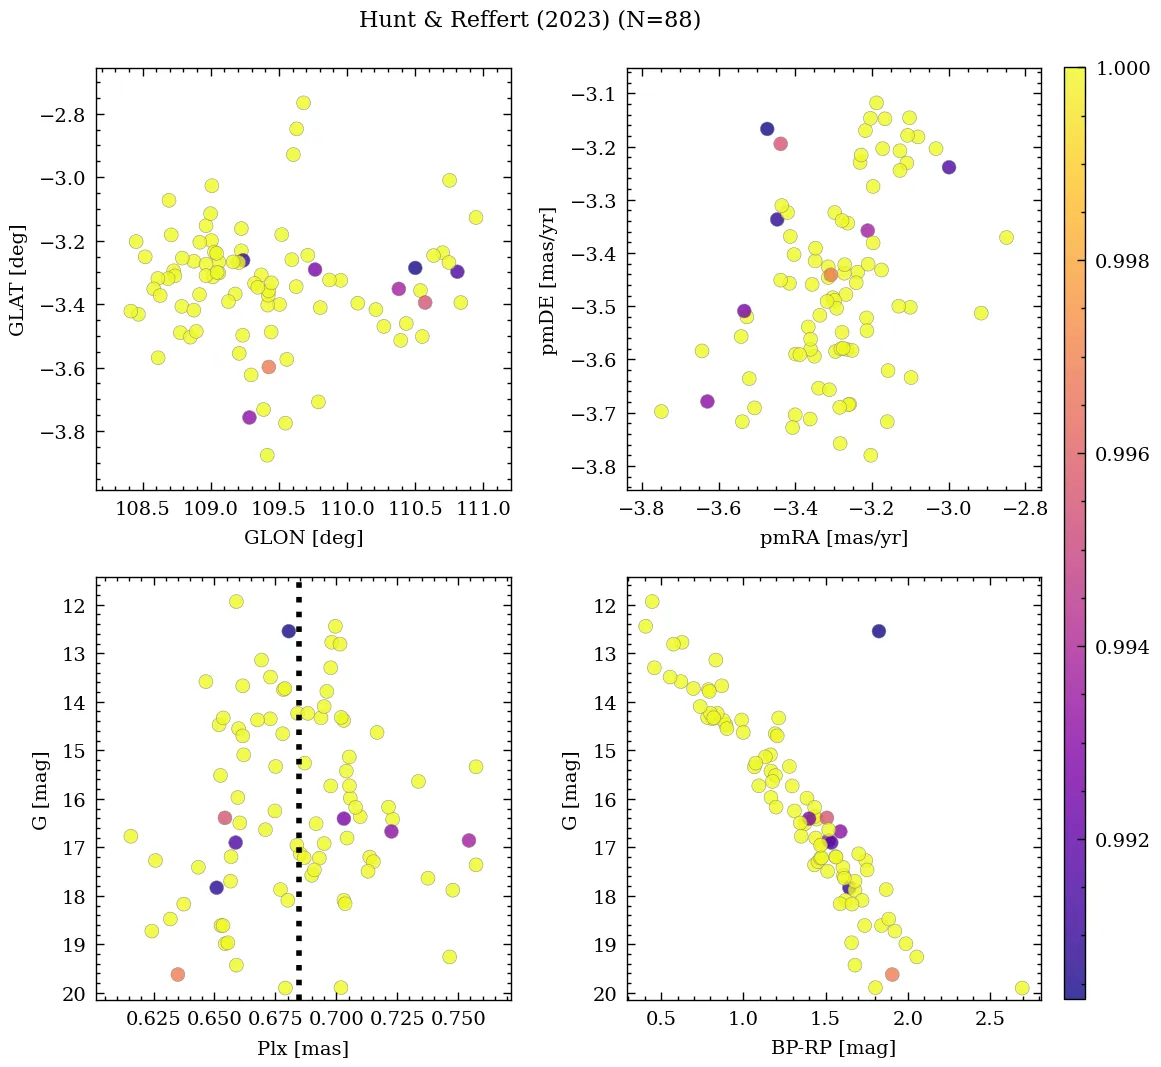 Hunt & Reffert (2023) (N=88)
−2.8
−3.0
−3.2
−3.4
−3.6
−3.8
GLAT [deg]
108.5 109.0 109.5 110.0 110.5 111.0
GLON [deg]
−3.1
−3.2
−3.3
−3.4
−3.5
−3.6
−3.7
−3.8
pmDE [mas/yr]
−3.8 −3.6 −3.4 −3.2 −3.0 −2.8
pmRA [mas/yr]
12
13
14
15
16
17
18
19
20
G [mag]
0.625 0.650 0.675 0.700 0.725 0.750
Plx [mas]
12
13
14
15
16
17
18
19
20
G [mag]
0.5 1.0 1.5 2.0 2.5
BP-RP [mag]
1.000
0.998
0.996
0.994
0.992